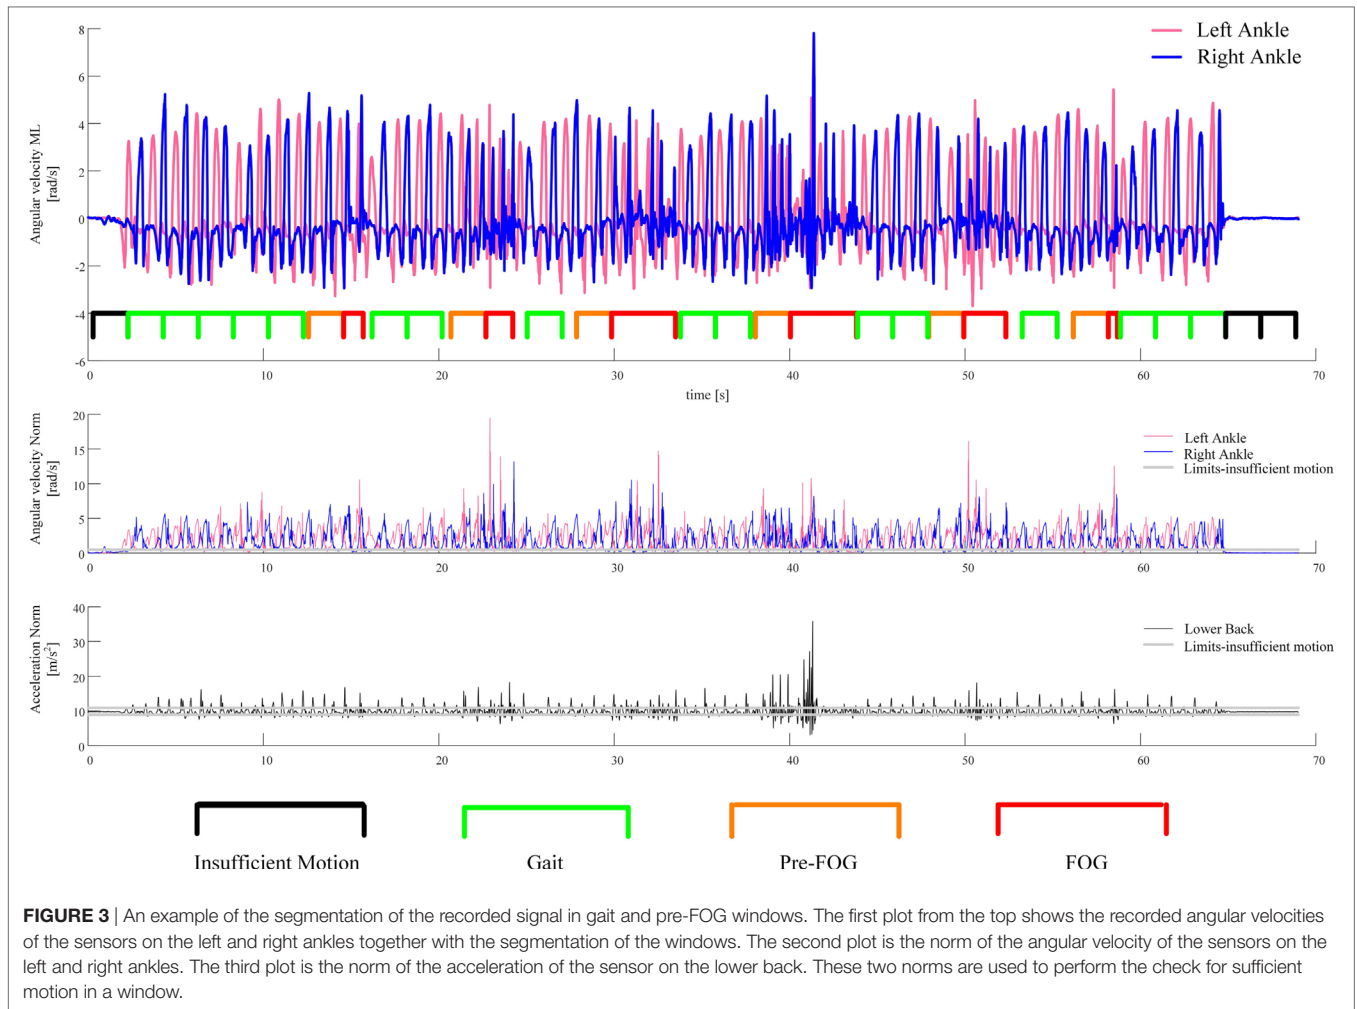 8
6
4
2
0
-2
-4
-6
Angular velocity ML
[rad/s]
Left Ankle
Right Ankle
0 10 20 30 40 50 60 70
time [s]
20
15
10
5
0
Angular velocity Norm
[rad/s]
Left Ankle
Right Ankle
Limits-insufficient motion
0 10 20 30 40 50 60 70
40
30
20
10
0
Acceleration Norm
[m/s²]
Lower Back
Limits-insufficient motion
0 10 20 30 40 50 60 70
Insufficient Motion Gait Pre-FOG FOG
FIGURE 3 | An example of the segmentation of the recorded signal in gait and pre-FOG windows. The first plot from the top shows the recorded angular velocities
of the sensors on the left and right ankles together with the segmentation of the windows. The second plot is the norm of the angular velocity of the sensors on the
left and right ankles. The third plot is the norm of the acceleration of the sensor on the lower back. These two norms are used to perform the check for sufficient
motion in a window.